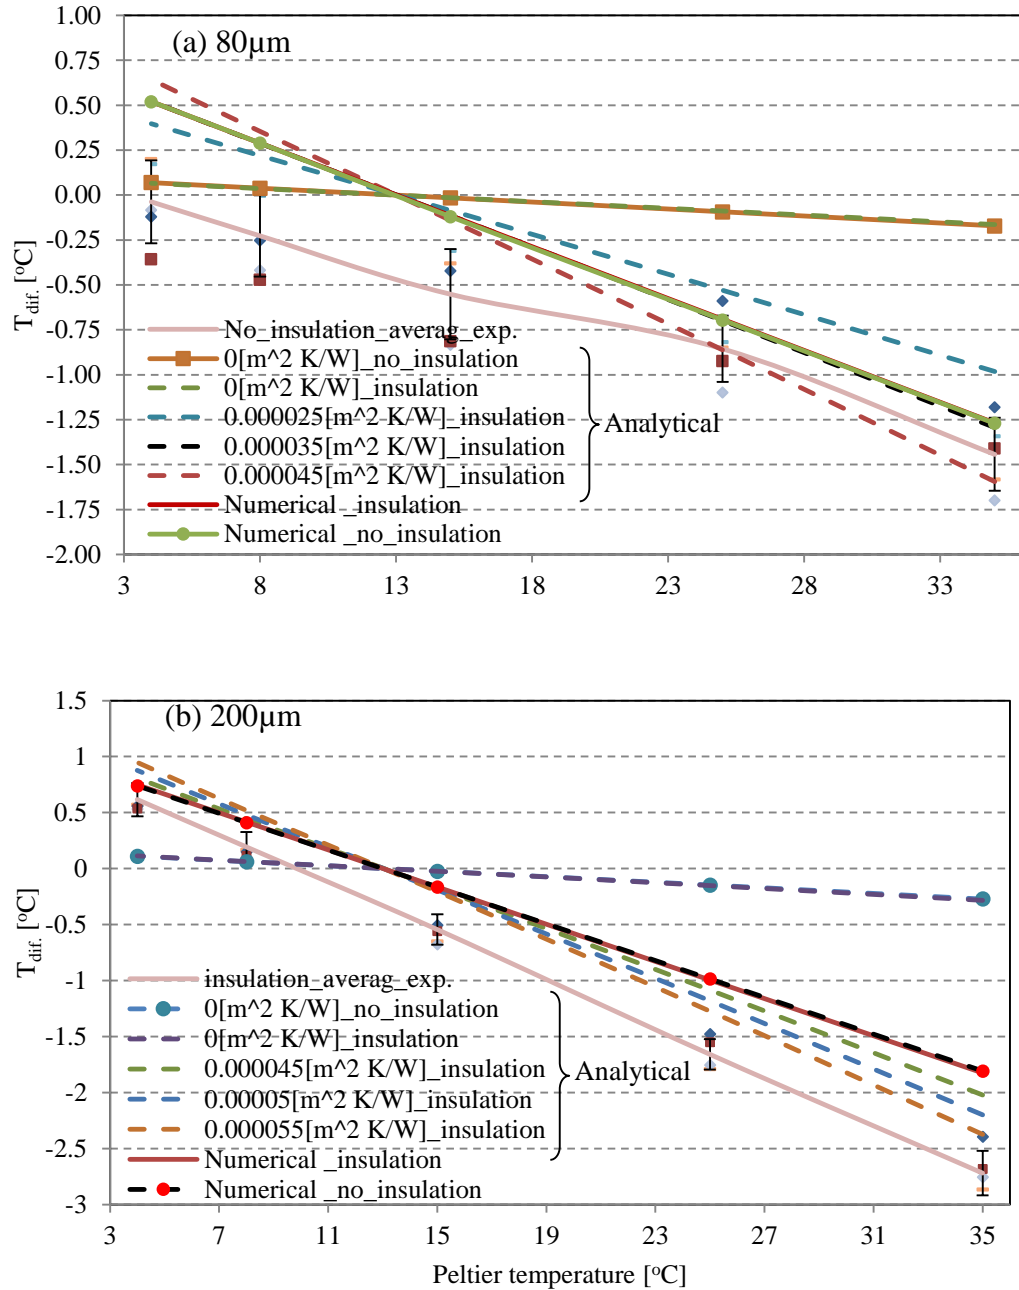 (a) 80µm
1.00
0.75
0.50
0.25
0.00
-0.25
-0.50
-0.75
-1.00
-1.25
-1.50
-1.75
-2.00
T dif. [oC]
No_insulation_averag_exp.
0[m^2 K/W]_no_insulation
0[m^2 K/W]_insulation
0.000025[m^2 K/W]_insulation
0.000035[m^2 K/W]_insulation
0.000045[m^2 K/W]_insulation
Numerical _insulation
Numerical _no_insulation
Analytical
3 8 13 18 23 28 33
(b) 200µm
1.5
1
0.5
0
-0.5
-1
-1.5
-2
-2.5
-3
T dif. [oC]
3 7 11 15 19 23 27 31 35
insulation_averag_exp.
0[m^2 K/W]_no_insulation
0[m^2 K/W]_insulation
0.000045[m^2 K/W]_insulation
0.00005[m^2 K/W]_insulation
0.000055[m^2 K/W]_insulation
Numerical _insulation
Numerical _no_insulation
Analytical
Peltier temperature [oC]